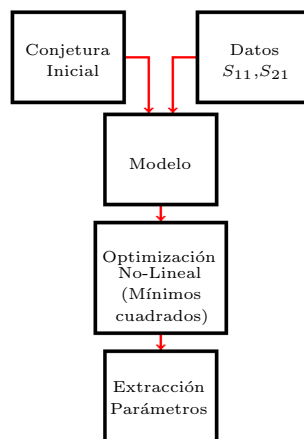 Conjetura
Inicial
Datos
S₁₁,S₂₁
Modelo
Optimización
No-Lineal
(Mínimos
cuadrados)
Extracción
Parámetros